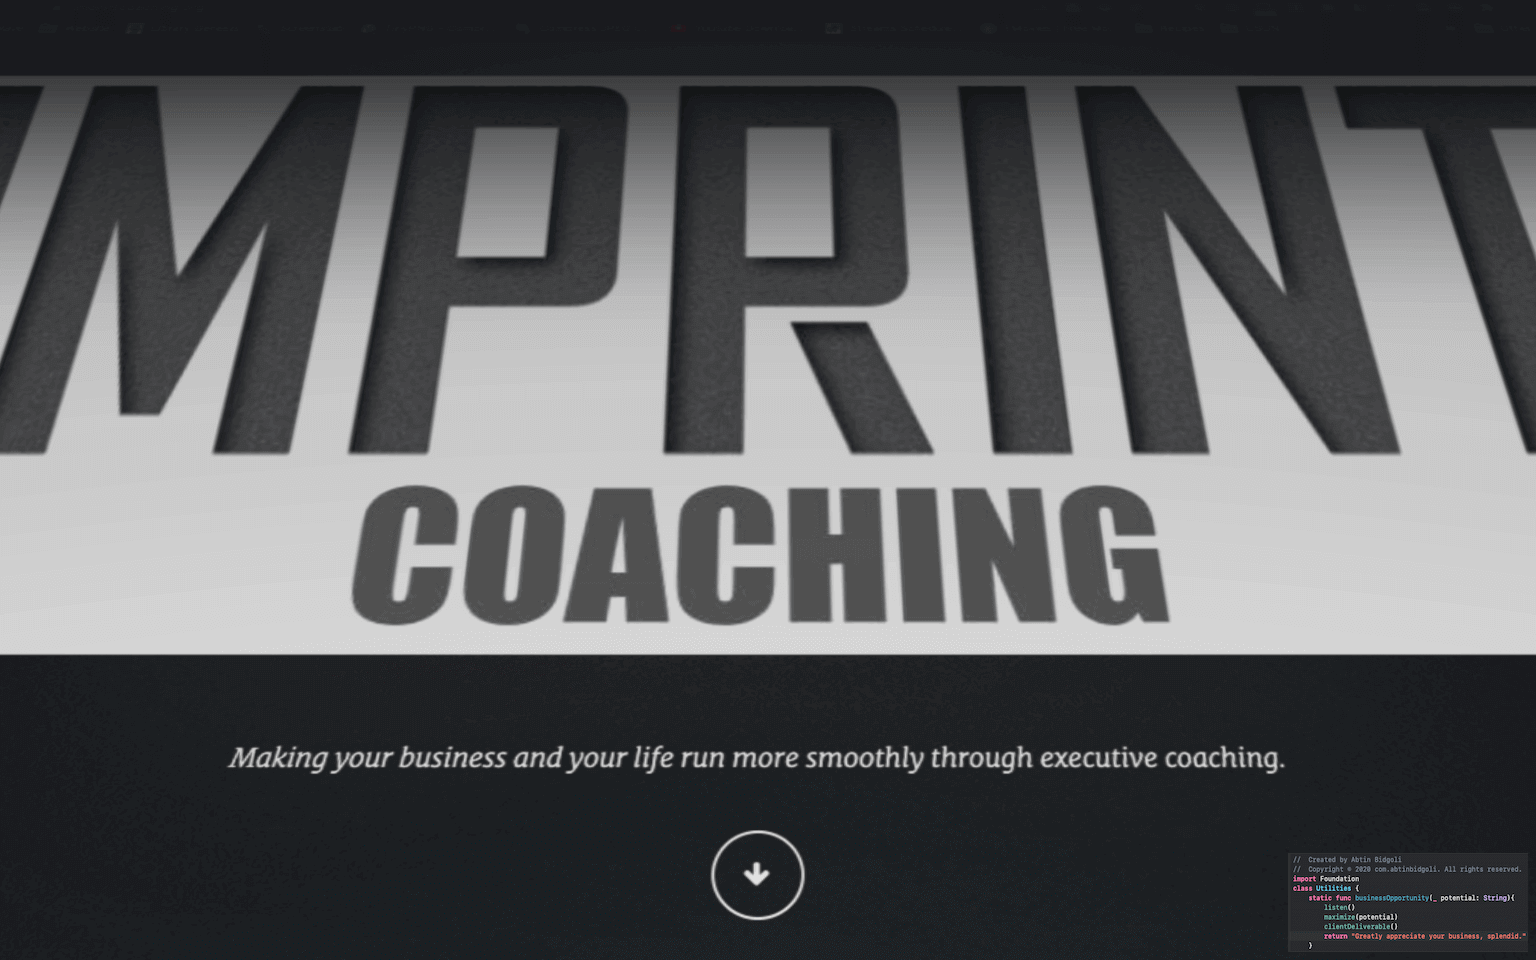 IMPRINT
COACHING
Making your business and your life run more smoothly through executive coaching.
// Created by Abtin Bidgoli
// Copyright © 2020 com.abtinbidgoli. All rights reserved.
import Foundation
class Utilities {
static func businessOpportunity(_ potential: String){
listen()
maximize(potential)
clientDeliverable()
return "Greatly appreciate your business, splendid."
}